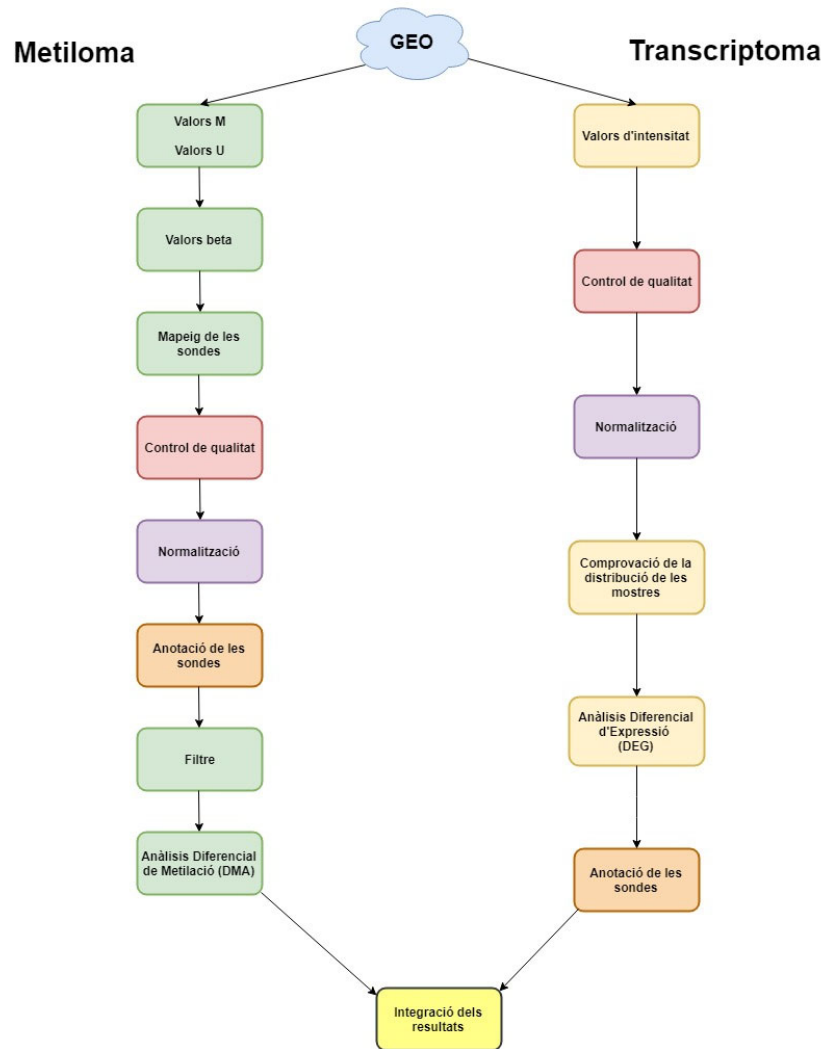 GEO
Metiloma
Transcriptoma
Valors M
Valors U
Valors beta
Mapeig de les
sondes
Control de qualitat
Normalització
Anotació de les
sondes
Filtre
Anàlisis Diferencial
de Metilació (DMA)
Valors d'intensitat
Control de qualitat
Normalització
Comprovació de la
distribució de les
mostres
Anàlisis Diferencial
d'Expressió
(DEG)
Anotació de les
sondes
Integració dels
resultats